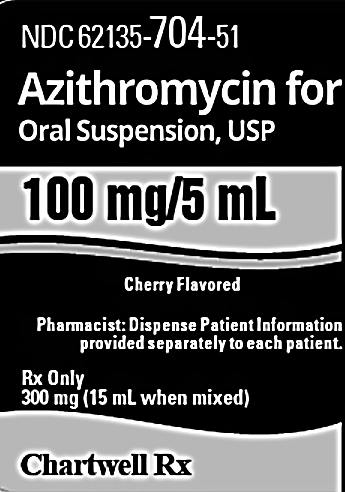 NDC 62135-704-51
Azithromycin for
Oral Suspension, USP
100 mg/5 mL
Cherry Flavored
Pharmacist: Dispense Patient Information
provided separately to each patient.
Rx Only
300 mg (15 mL when mixed)
Chartwell Rx